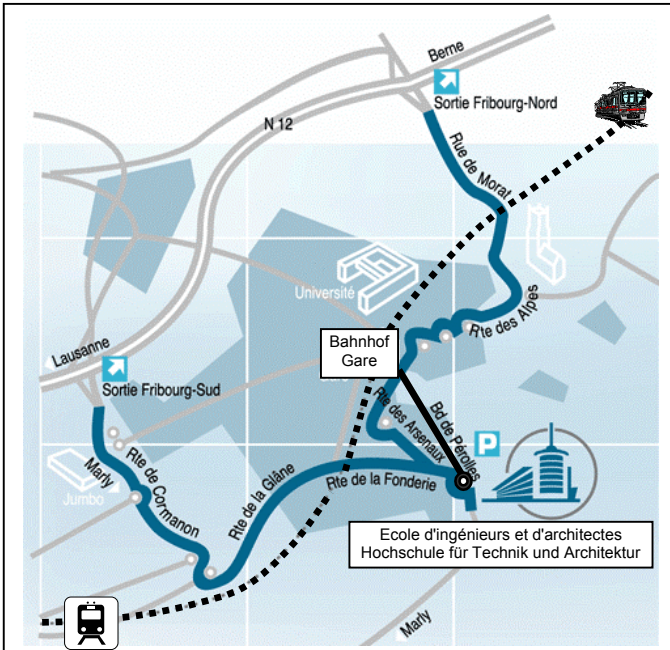 Berne
Sortie Fribourg-Nord
N 12
Rue de Morat
Université
Rte des Alpes
Bahnhof
Gare
Lausanne
Sortie Fribourg-Sud
Rte des Arsenaux
Bd de Pérolles
P
Marly
Jumbo
Rte de Cormanon
Rte de la Glâne
Rte de la Fonderie
Ecole d'ingénieurs et d'architectes
Hochschule für Technik und Architektur
Marly